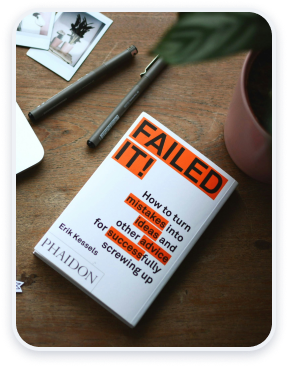 FAILED
IT!
How to turn
mistakes into
ideas and
other advice
for successfully
screwing up
Erik Kessels
PHAIDON